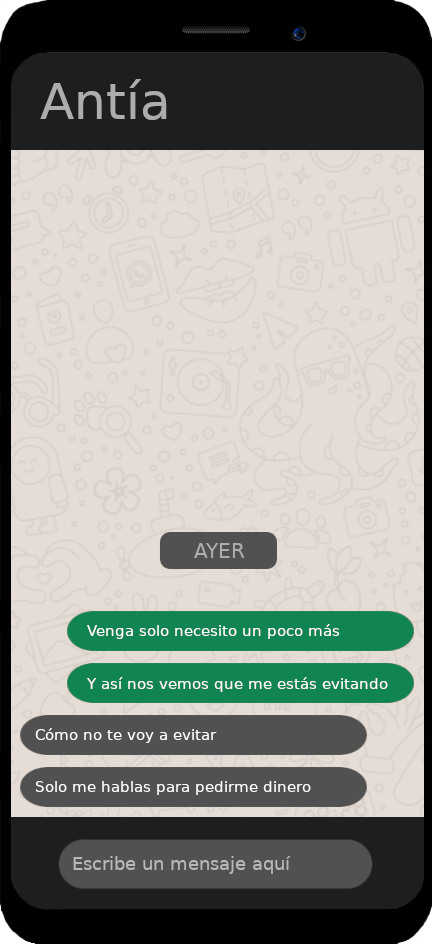 Antía
AYER
Venga solo necesito un poco más
Y así nos vemos que me estás evitando
Cómo no te voy a evitar
Solo me hablas para pedirme dinero
Escribe un mensaje aquí